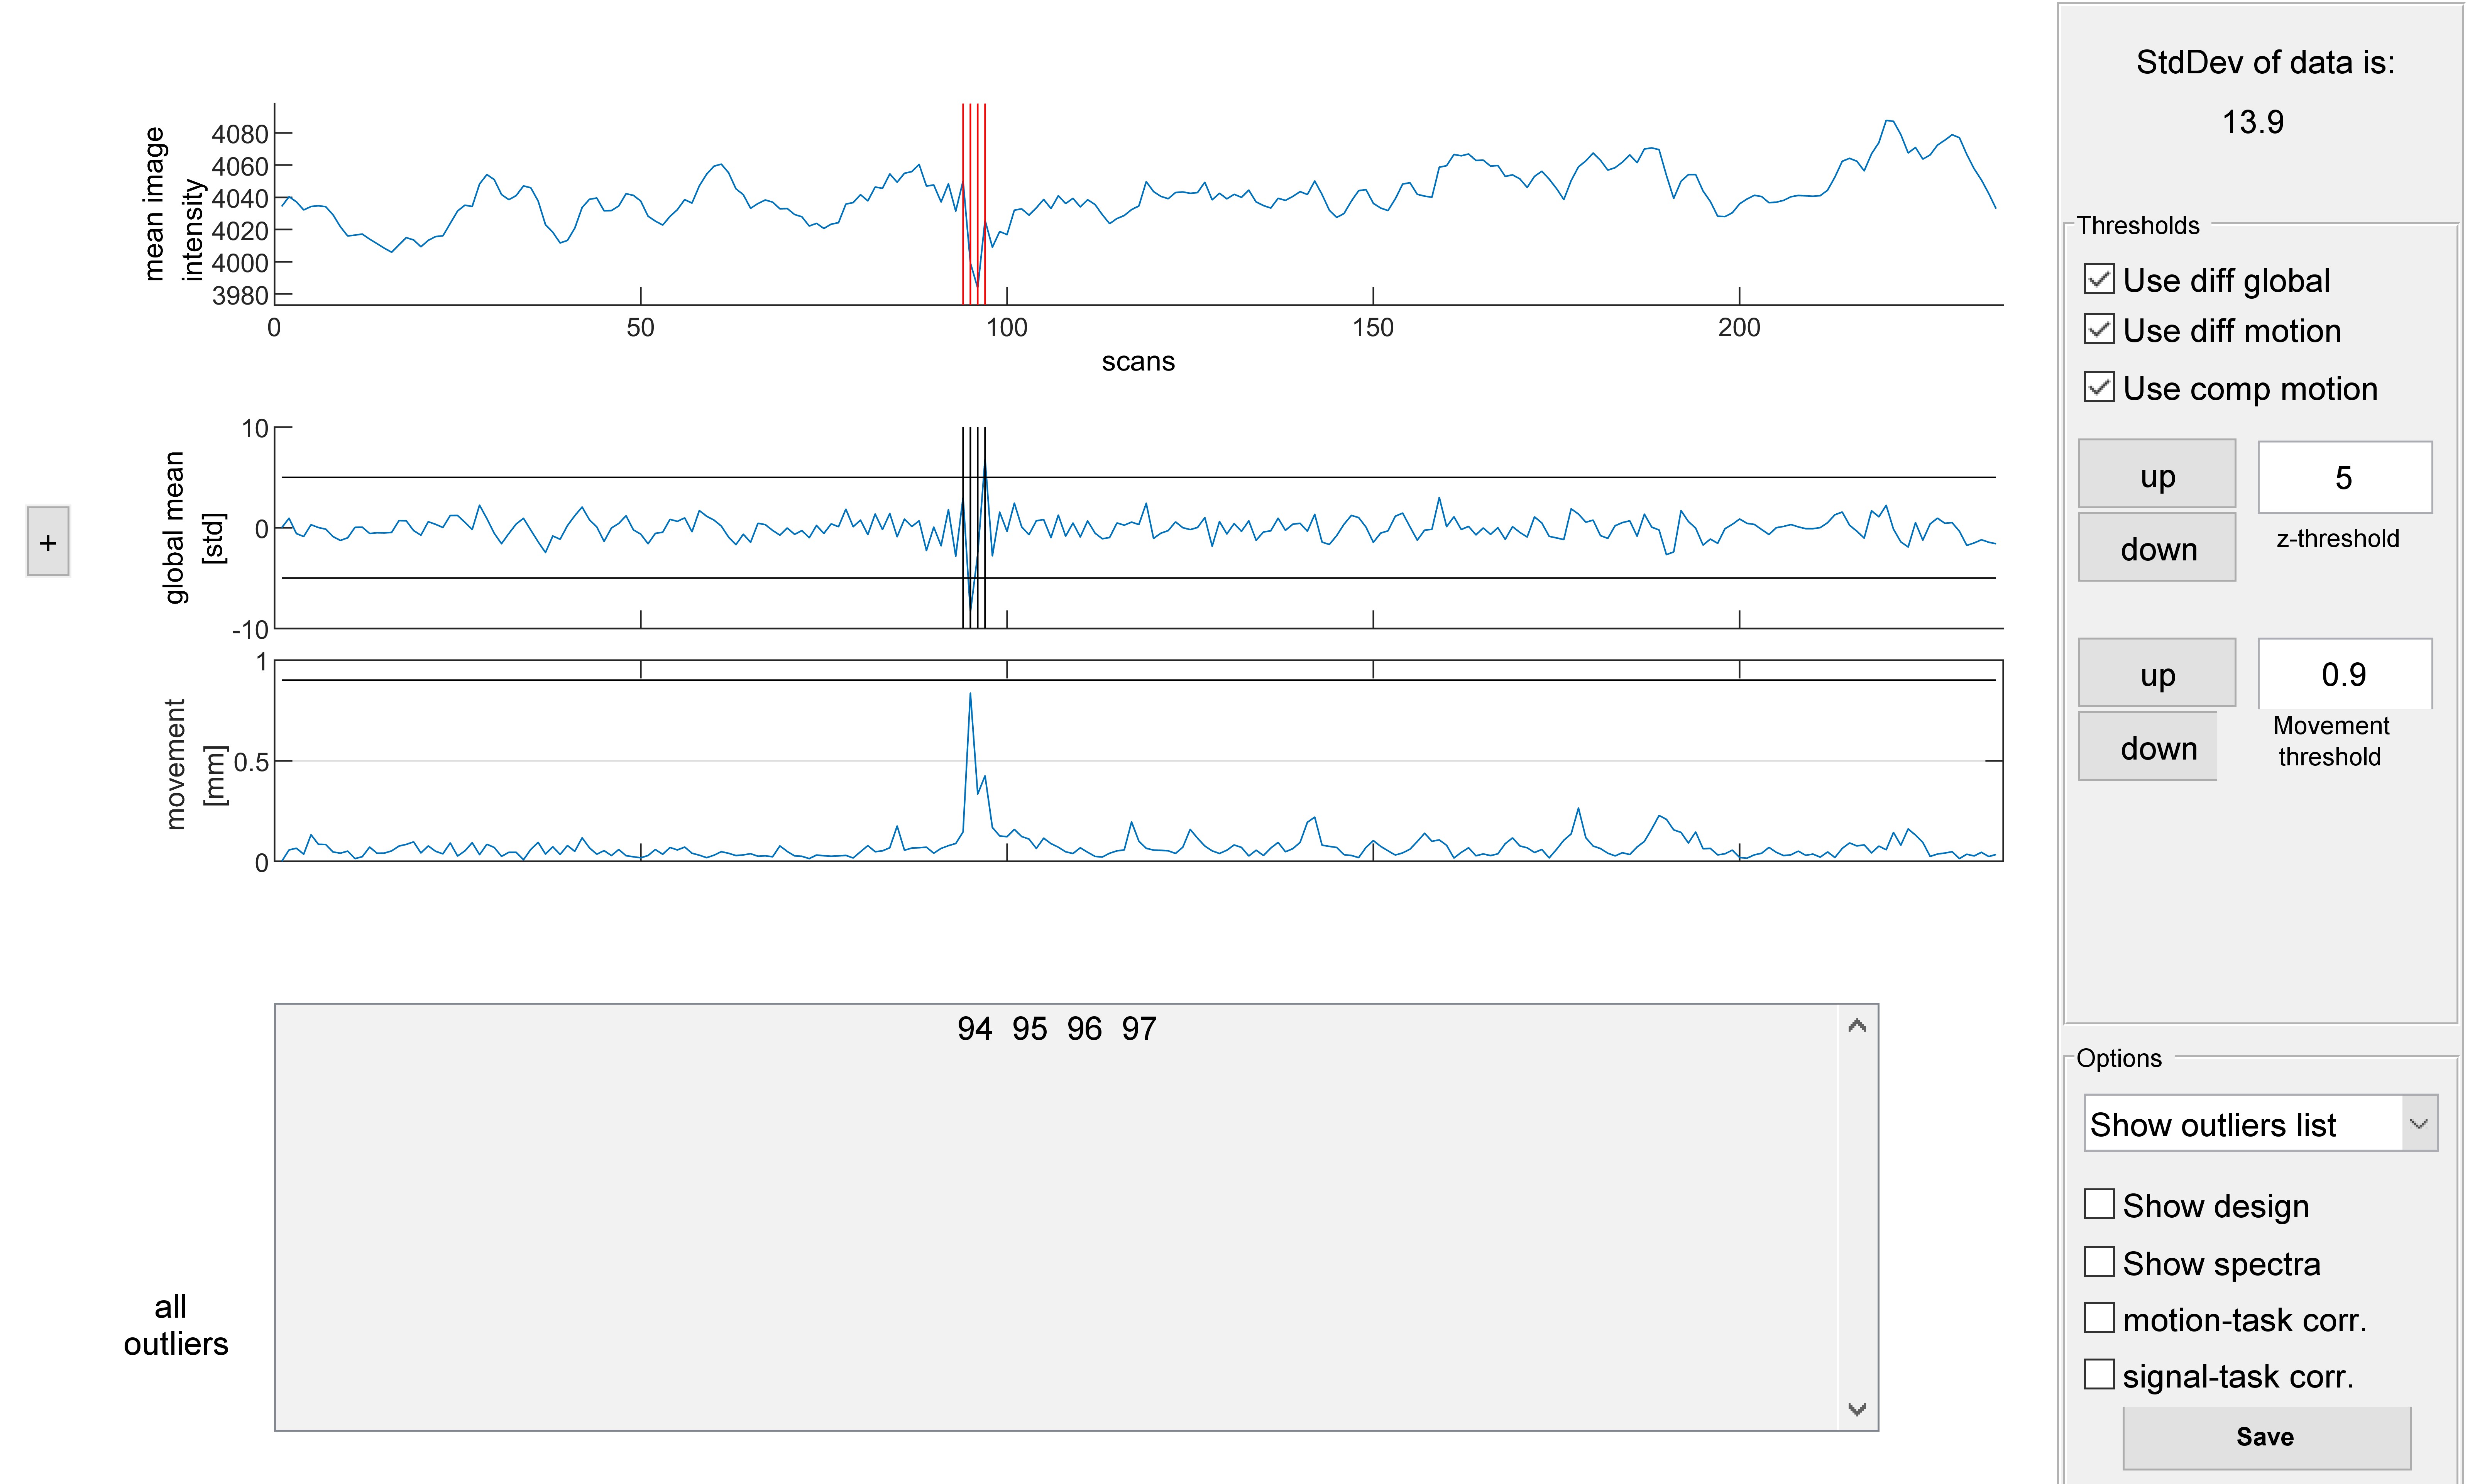 StdDev of data is:
13.9
mean image
intensity
4080
4060
4040
4020
4000
3980
0 50 100 150 200
scans
global mean
[std]
10
0
-10
+
movement
[mm]
1
0.5
0
Thresholds
Use diff global
Use diff motion
Use comp motion
up
5
down
z-threshold
up
0.9
down
Movement
threshold
94 95 96 97
all
outliers
Options
Show outliers list
Show design
Show spectra
motion-task corr.
signal-task corr.
Save